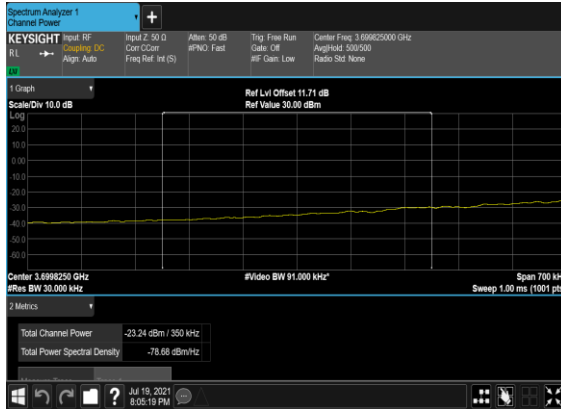 Spectrum Analyzer 1
Channel Power
+
KEYSIGHT
RL
LV
Input: RF
Coupling: DC
Align: Auto
Input Z: 50 Ω
Corr CCorr
Freq Ref: Int (S)
Atten: 50 dB
#PNO: Fast
Trig: Free Run
Gate: Off
#IF Gain: Low
Center Freq: 3.699825000 GHz
Avg|Hold: 500/500
Radio Std: None
1 Graph
Scale/Div 10.0 dB
Ref Lvl Offset 11.71 dB
Ref Value 30.00 dBm
Log
20.0
10.0
0.00
-10.0
-20.0
-30.0
-40.0
-50.0
-60.0
Center 3.6998250 GHz
#Res BW 30.000 kHz
#Video BW 91.000 kHz*
Span 700 kH
Sweep 1.00 ms (1001 pts
2 Metrics
Total Channel Power -23.24 dBm / 350 kHz
Total Power Spectral Density -78.68 dBm/Hz
?
Jul 19, 2021
8:05:19 PM